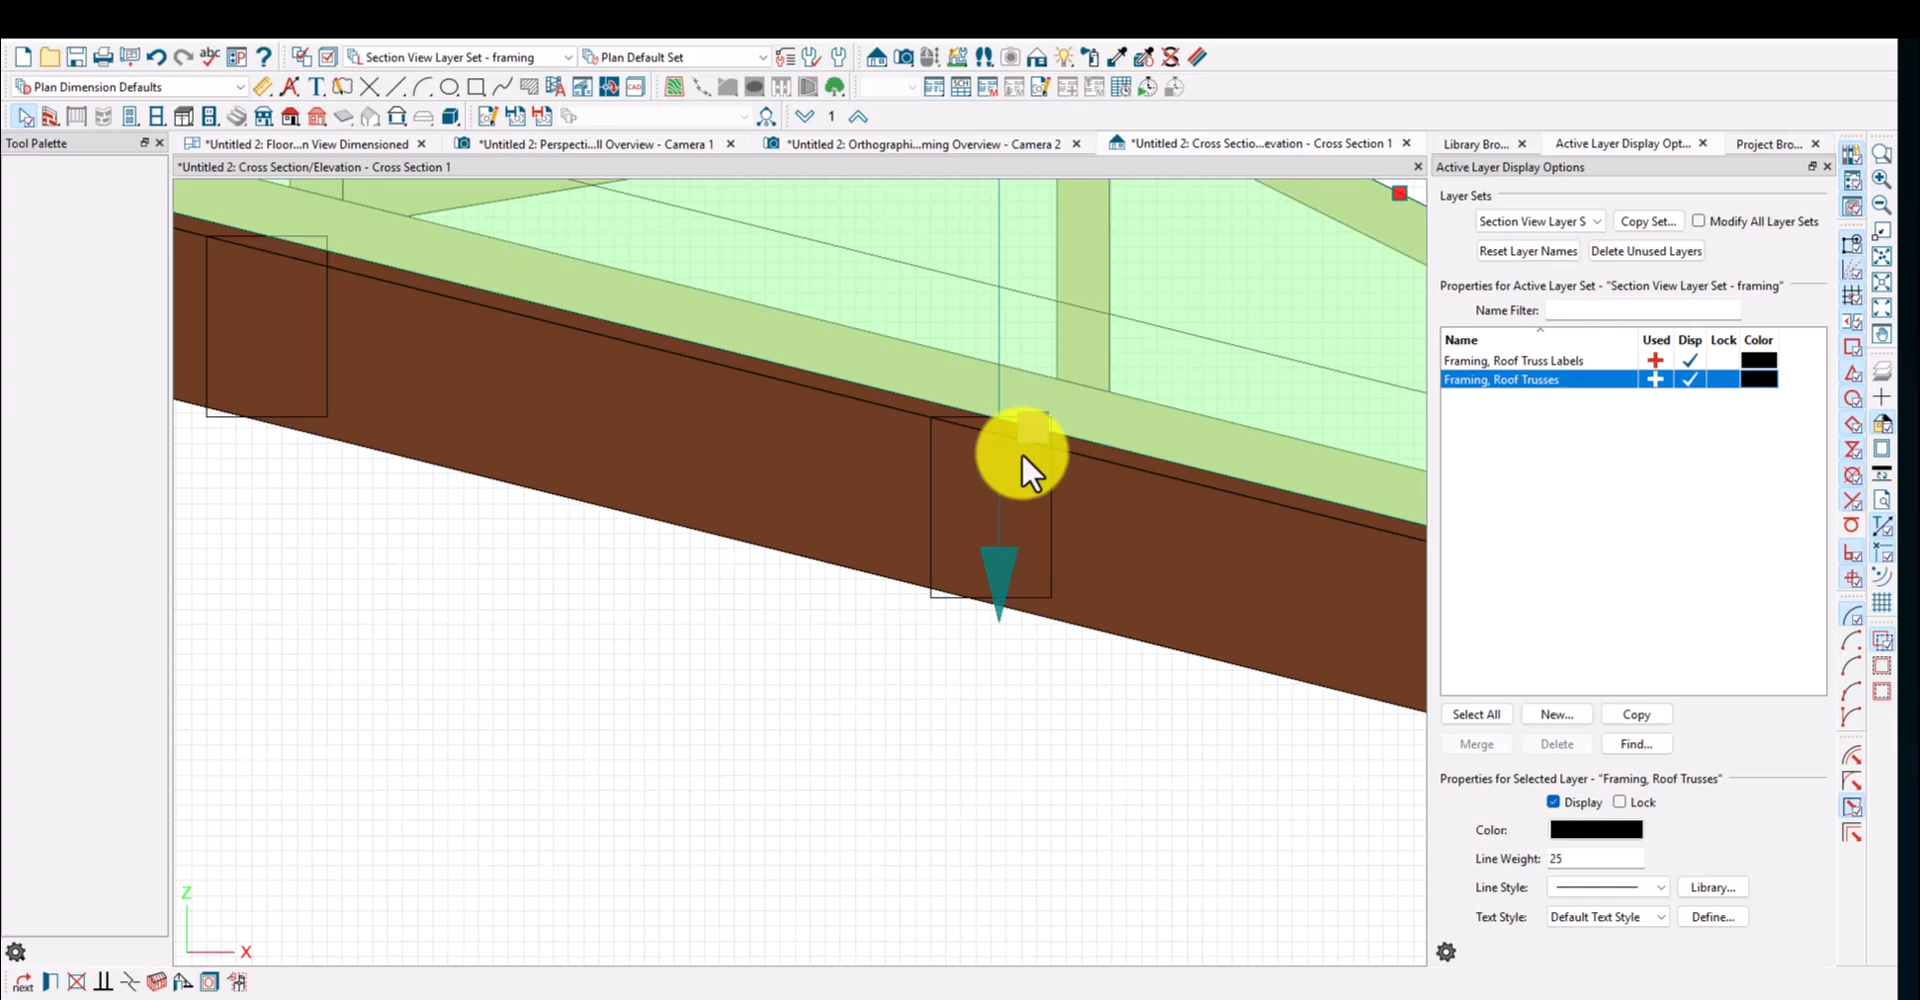 abc
Section View Layer Set - framing
Plan Default Set
Plan Dimension Defaults
CAD
1
Tool Palette
*Untitled 2: Floor...n View Dimensioned
*Untitled 2: Perspecti...ll Overview - Camera 1
*Untitled 2: Orthographi...ming Overview - Camera 2
*Untitled 2: Cross Sectio...evation - Cross Section 1
*Untitled 2: Cross Section/Elevation - Cross Section 1
Z
X
next
Library Bro...
Active Layer Display Opt...
Project Bro...
Active Layer Display Options
Layer Sets
Section View Layer S
Copy Set...
Modify All Layer Sets
Reset Layer Names
Delete Unused Layers
Properties for Active Layer Set - "Section View Layer Set - framing"
Name Filter:
Name Used Disp Lock Color
Framing, Roof Truss Labels
Framing, Roof Trusses
Select All
New...
Copy
Merge
Delete
Find...
Properties for Selected Layer - "Framing, Roof Trusses"
Display
Lock
Color:
Line Weight: 25
Line Style:
Library...
Text Style: Default Text Style
Define...